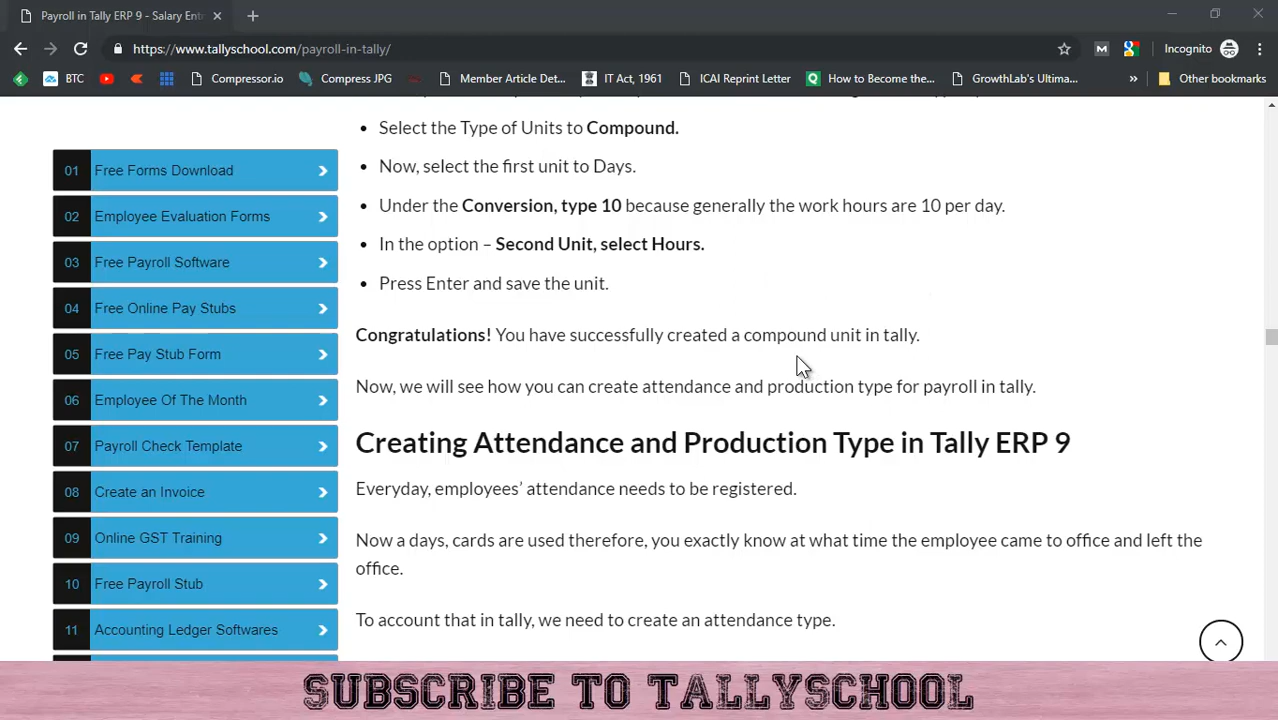 Payroll in Tally ERP 9 - Salary Ent
https://www.tallyschool.com/payroll-in-tally/
M
Incognito
BTC
Compressor.io
Compress JPG
Member Article Det...
IT Act, 1961
ICAI Reprint Letter
Q How to Become the...
GrowthLab's Ultima...
»
Other bookmarks
• Select the Type of Units to Compound.
• Now, select the first unit to Days.
• Under the Conversion, type 10 because generally the work hours are 10 per day.
• In the option – Second Unit, select Hours.
• Press Enter and save the unit.
Congratulations! You have successfully created a compound unit in tally.
Now, we will see how you can create attendance and production type for payroll in tally.
Creating Attendance and Production Type in Tally ERP 9
Everyday, employees’ attendance needs to be registered.
Now a days, cards are used therefore, you exactly know at what time the employee came to office and left the
office.
To account that in tally, we need to create an attendance type.
01 Free Forms Download
02 Employee Evaluation Forms
03 Free Payroll Software
04 Free Online Pay Stubs
05 Free Pay Stub Form
06 Employee Of The Month
07 Payroll Check Template
08 Create an Invoice
09 Online GST Training
10 Free Payroll Stub
11 Accounting Ledger Softwares
SUBSCRIBE TO TALLYSCHOOL